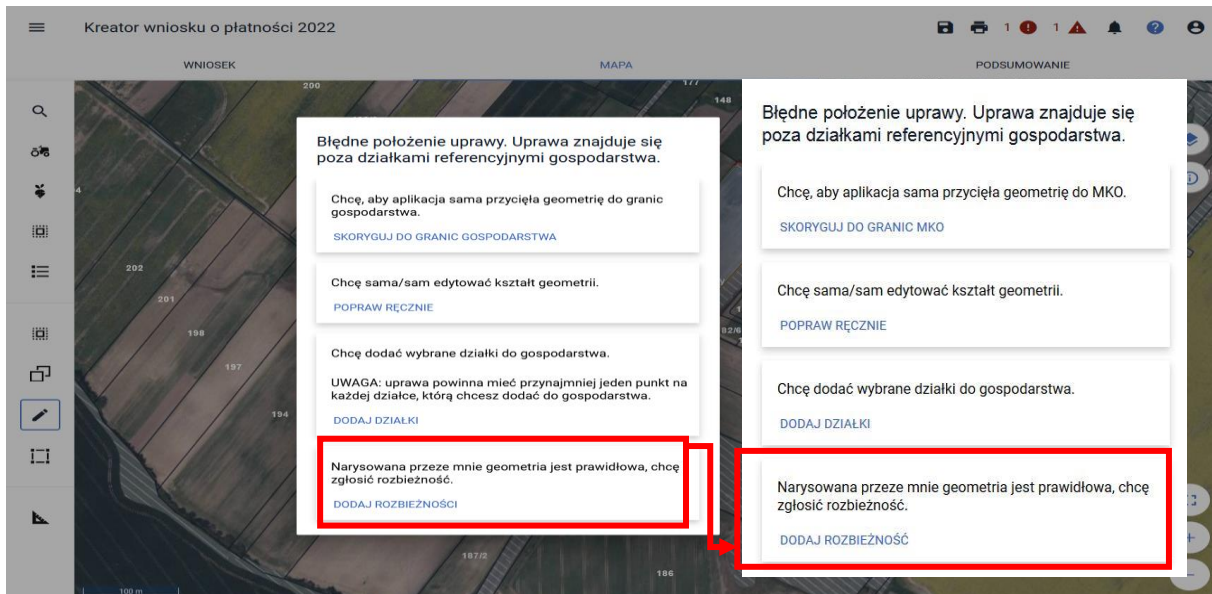 Kreator wniosku o płatności 2022
1
1
WNIOSEK
MAPA
PODSUMOWANIE
200
177
148
202
201
198
197
194
92/6
187/2
186
100 m
Błędne położenie uprawy. Uprawa znajduje się
poza działkami referencyjnymi gospodarstwa.
Chcę, aby aplikacja sama przycięła geometrię do granic
gospodarstwa.
SKORYGUJ DO GRANIC GOSPODARSTWA
Chcę sama/sam edytować kształt geometrii.
POPRAW RĘCZNIE
Chcę dodać wybrane działki do gospodarstwa.
UWAGA: uprawa powinna mieć przynajmniej jeden punkt na
każdej działce, którą chcesz dodać do gospodarstwa.
DODAJ DZIAŁKI
Narysowana przeze mnie geometria jest prawidłowa, chcę
zgłosić rozbieżność.
DODAJ ROZBIEŻNOŚCI
Błędne położenie uprawy. Uprawa znajduje się
poza działkami referencyjnymi gospodarstwa.
Chcę, aby aplikacja sama przycięła geometrię do MKO.
SKORYGUJ DO GRANIC MKO
Chcę sama/sam edytować kształt geometrii.
POPRAW RĘCZNIE
Chcę dodać wybrane działki do gospodarstwa.
DODAJ DZIAŁKI
Narysowana przeze mnie geometria jest prawidłowa, chcę
zgłosić rozbieżność.
DODAJ ROZBIEŻNOŚĆ